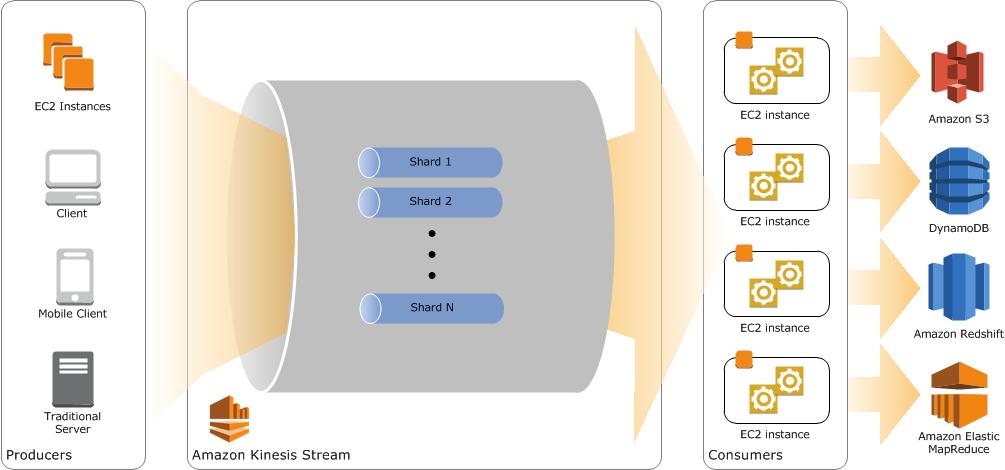 EC2 Instances
Client
Mobile Client
Traditional
Server
Producers
Shard 1
Shard 2
Shard N
Amazon Kinesis Stream
EC2 instance
EC2 instance
EC2 instance
EC2 instance
Consumers
Amazon S3
DynamoDB
Amazon Redshift
Amazon Elastic
MapReduce